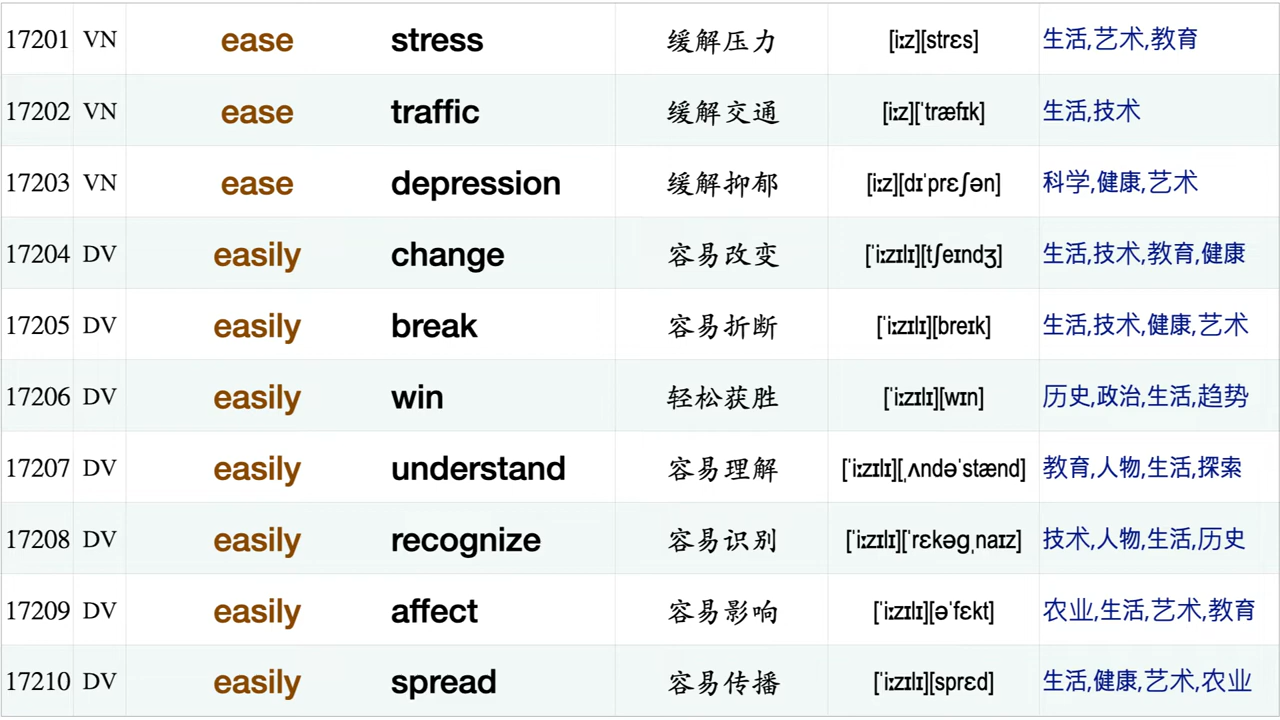 17201 VN ease stress 缓解压力 [iːz][strɛs] 生活,艺术,教育
17202 VN ease traffic 缓解交通 [iːz][ˈtræfɪk] 生活,技术
17203 VN ease depression 缓解抑郁 [iːz][dɪˈprɛʃən] 科学,健康,艺术
17204 DV easily change 容易改变 [ˈiːzɪlɪ][tʃeɪndʒ] 生活,技术,教育,健康
17205 DV easily break 容易折断 [ˈiːzɪlɪ][breɪk] 生活,技术,健康,艺术
17206 DV easily win 轻松获胜 [ˈiːzɪlɪ][wɪn] 历史,政治,生活,趋势
17207 DV easily understand 容易理解 [ˈiːzɪlɪ][ˌʌndəˈstænd] 教育,人物,生活,探索
17208 DV easily recognize 容易识别 [ˈiːzɪlɪ][ˈrɛkəɡˌnaɪz] 技术,人物,生活,历史
17209 DV easily affect 容易影响 [ˈiːzɪlɪ][əˈfɛkt] 农业,生活,艺术,教育
17210 DV easily spread 容易传播 [ˈiːzɪlɪ][sprɛd] 生活,健康,艺术,农业